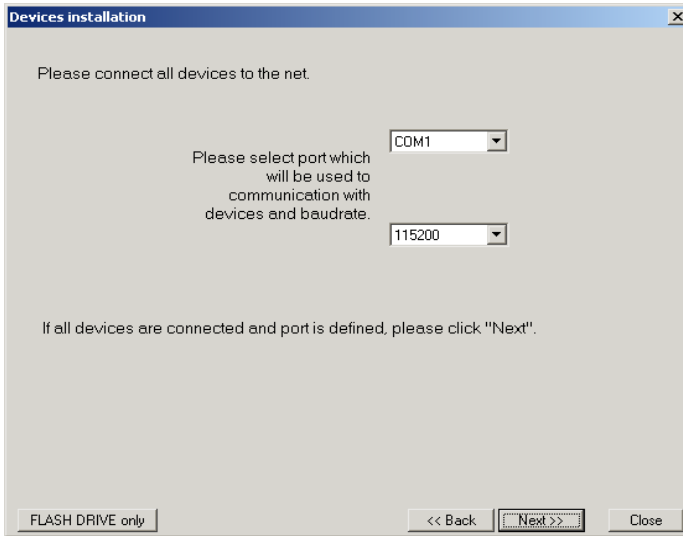 Devices installation
Please connect all devices to the net.
COM1
Please select port which
will be used to
communication with
devices and baudrate.
115200
If all devices are connected and port is defined, please click "Next".
FLASH DRIVE only
<< Back
Next >>
Close